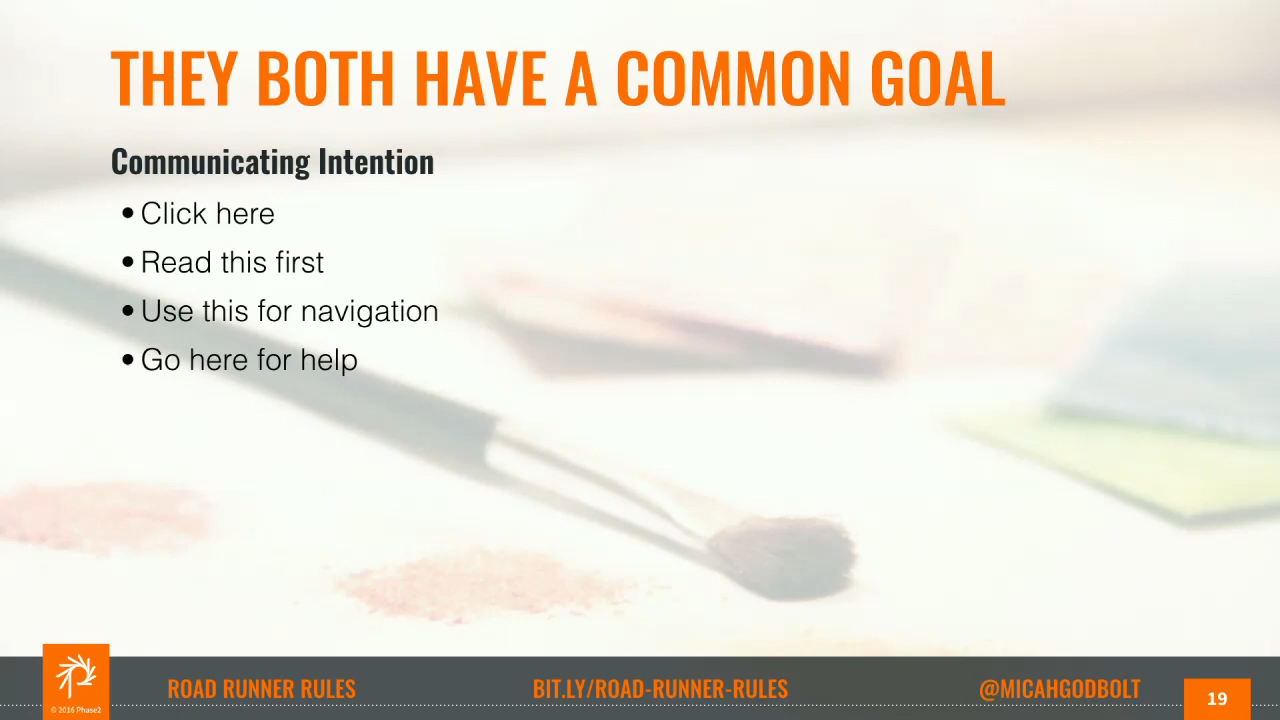 THEY BOTH HAVE A COMMON GOAL
Communicating Intention
• Click here
• Read this first
• Use this for navigation
• Go here for help
© 2016 Phase2
ROAD RUNNER RULES
BIT.LY/ROAD-RUNNER-RULES
@MICAHGODBOLT
19